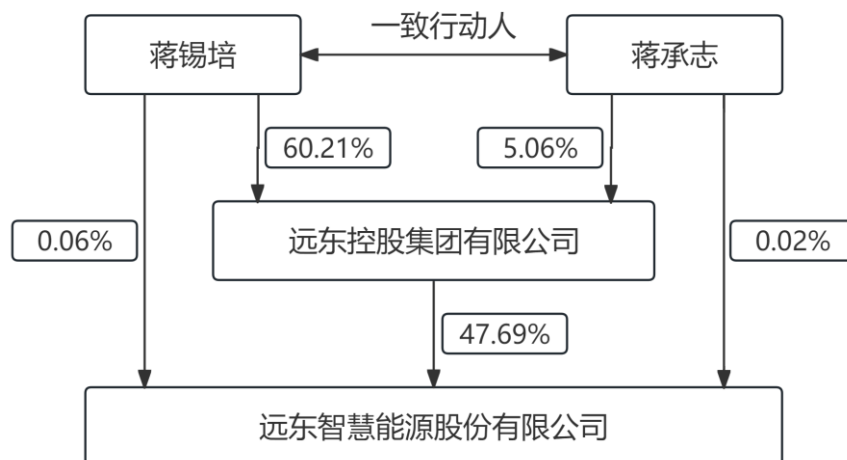 一致行动人
蒋锡培
蒋承志
60.21%
5.06%
0.06%
远东控股集团有限公司
0.02%
47.69%
远东智慧能源股份有限公司